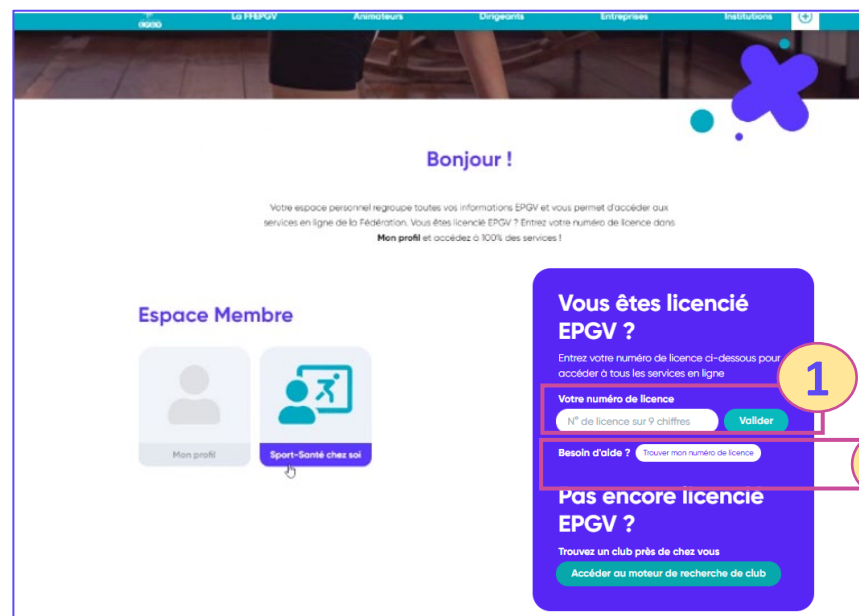 La FFEPGV Animateurs Dirigeants Entreprises Institutions
Bonjour !
Votre espace personnel regroupe toutes vos informations EPGV et vous permet d'accéder aux
services en ligne de la Fédération. Vous êtes licencié EPGV ? Entrez votre numéro de licence dans
Mon profil et accédez à 100% des services !
Espace Membre
Mon profil
Sport-Santé chez soi
Vous êtes licencié
EPGV ?
Entrez votre numéro de licence ci-dessous pour
accéder à tous les services en ligne
1
Votre numéro de licence
N° de licence sur 9 chiffres Valider
Besoin d'aide ? Trouver mon numéro de licence
Pas encore licencié
EPGV ?
Trouvez un club près de chez vous
Accéder au moteur de recherche de club